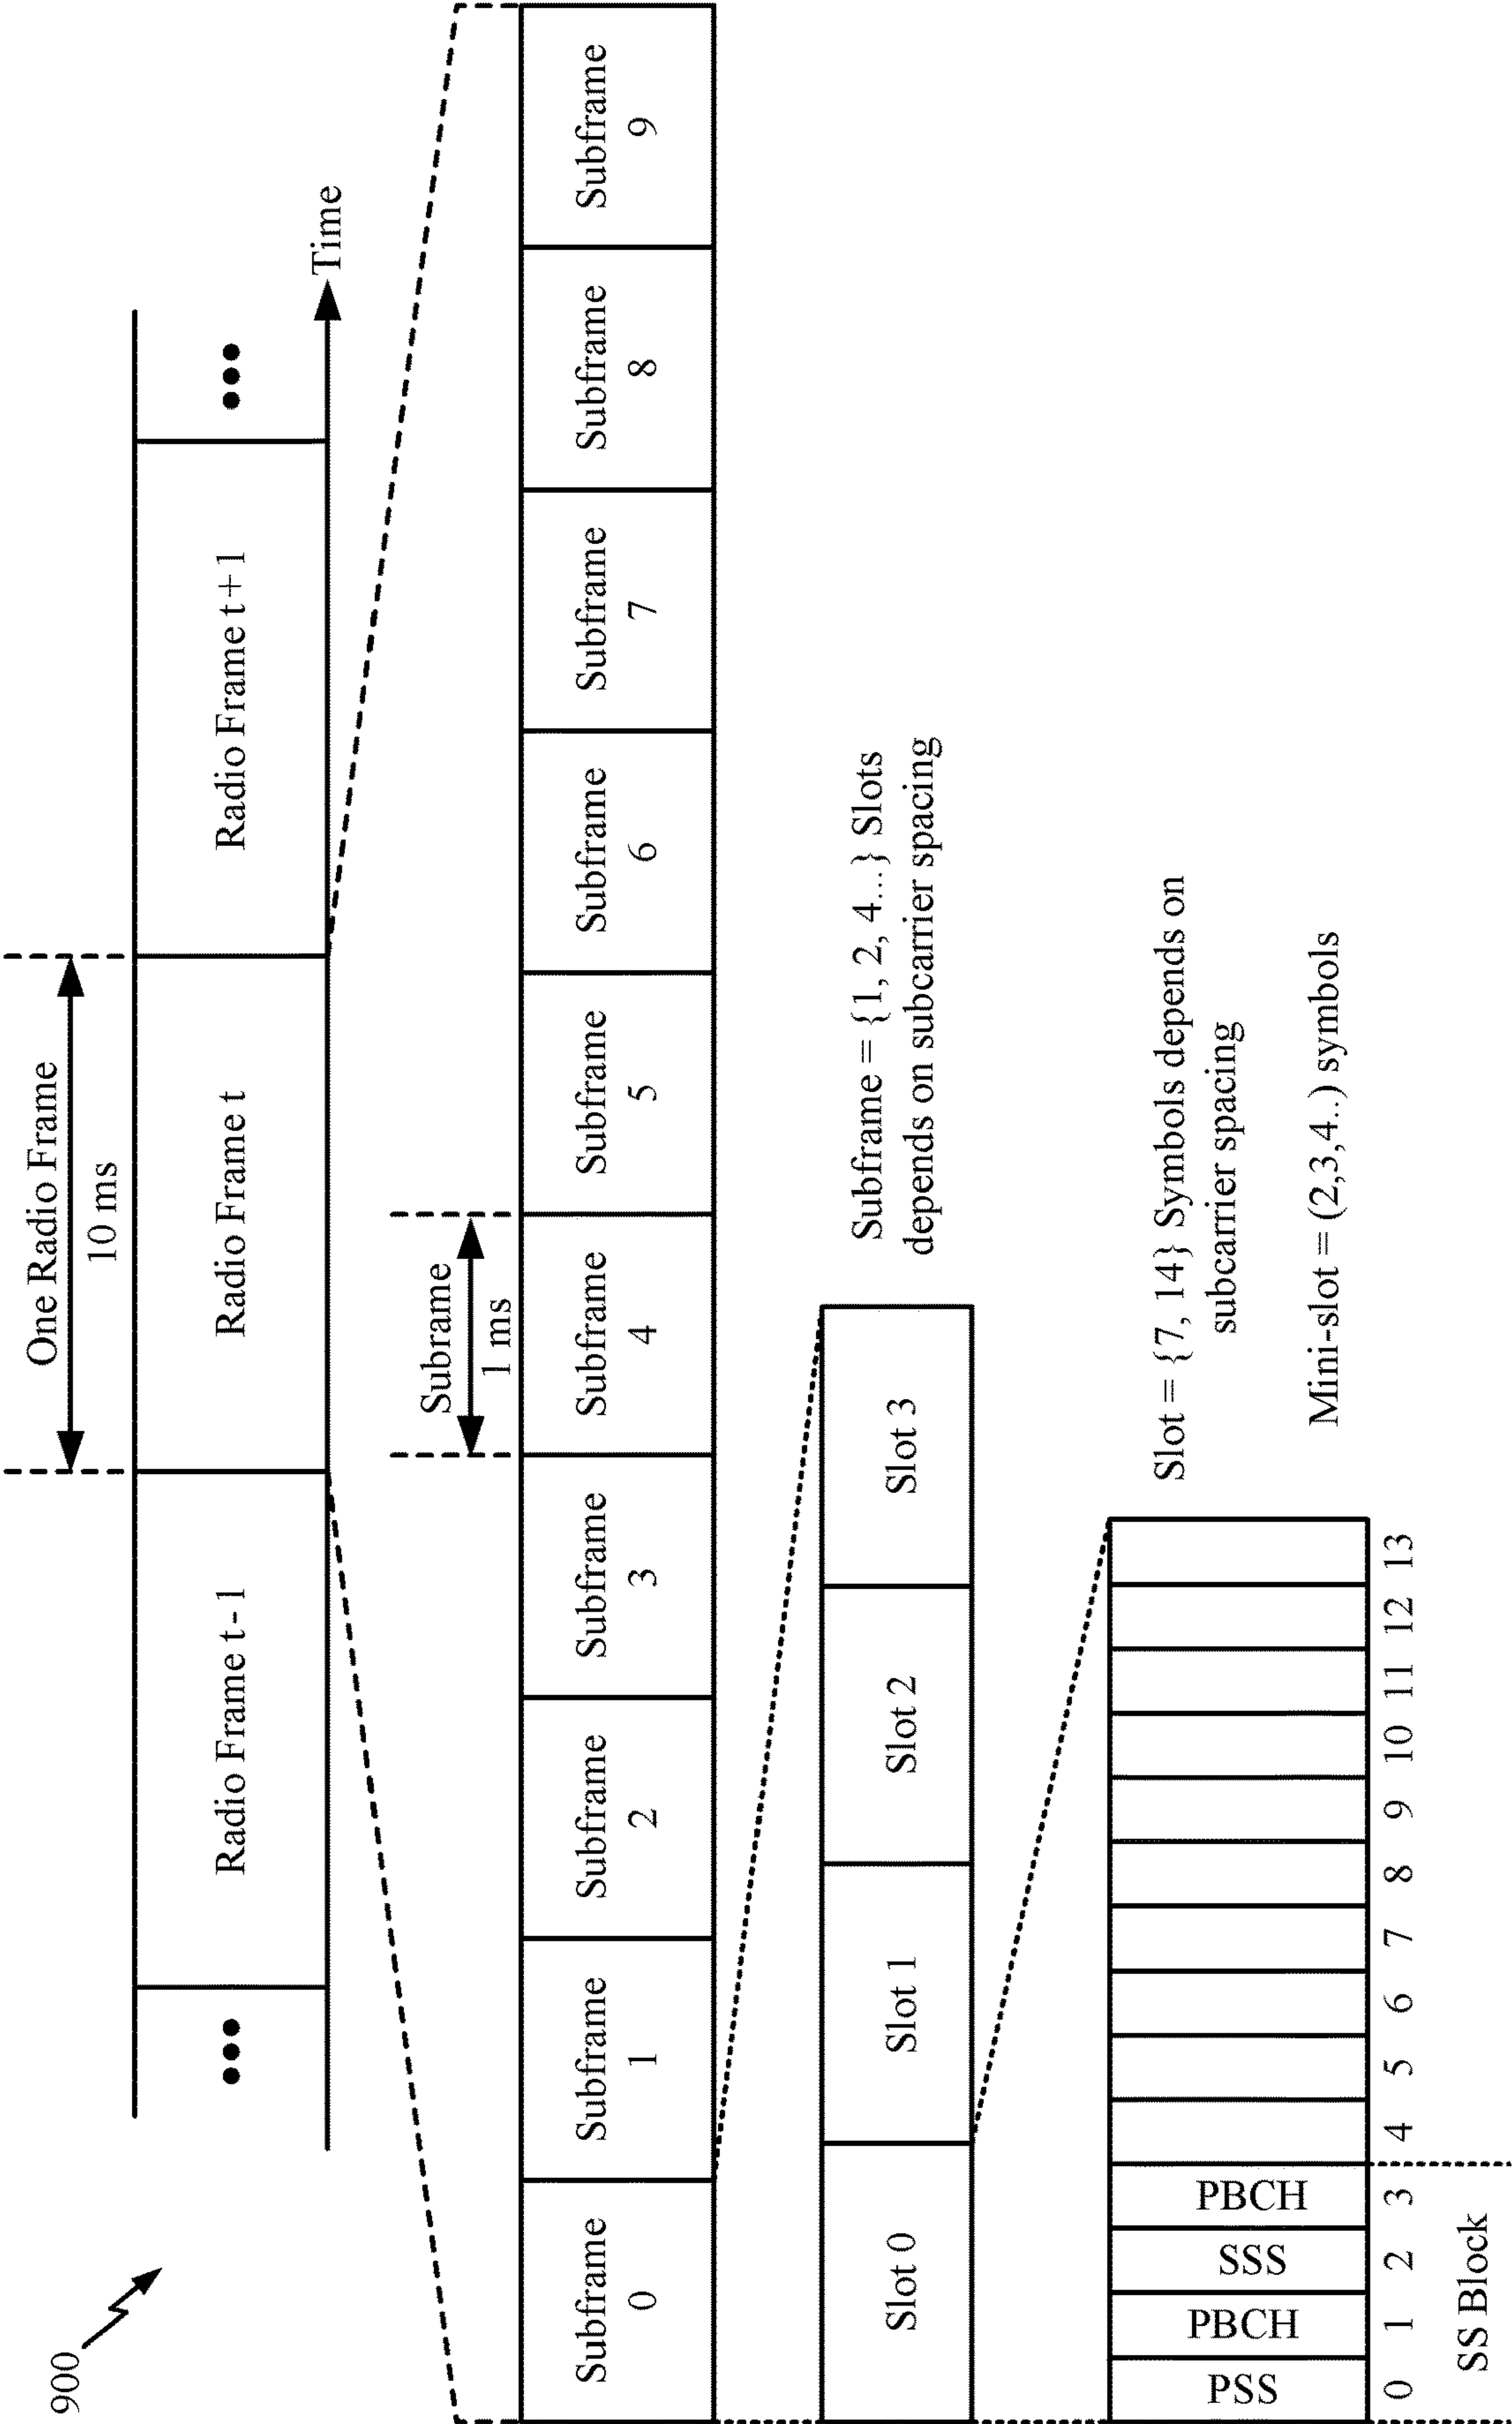 900
One Radio Frame
10 ms
••• Radio Frame t-1 Radio Frame t Radio Frame t+1 •••
Time
Subrame
1 ms
Subframe 0 Subframe 1 Subframe 2 Subframe 3 Subframe 4 Subframe 5 Subframe 6 Subframe 7 Subframe 8 Subframe 9
Slot 0 Slot 1 Slot 2 Slot 3
Subframe = {1, 2, 4...} Slots
depends on subcarrier spacing
PSS PBCH SSS PBCH
Slot = {7, 14} Symbols depends on
subcarrier spacing
Mini-slot = (2,3,4..) symbols
0 1 2 3 4 5 6 7 8 9 10 11 12 13
SS Block